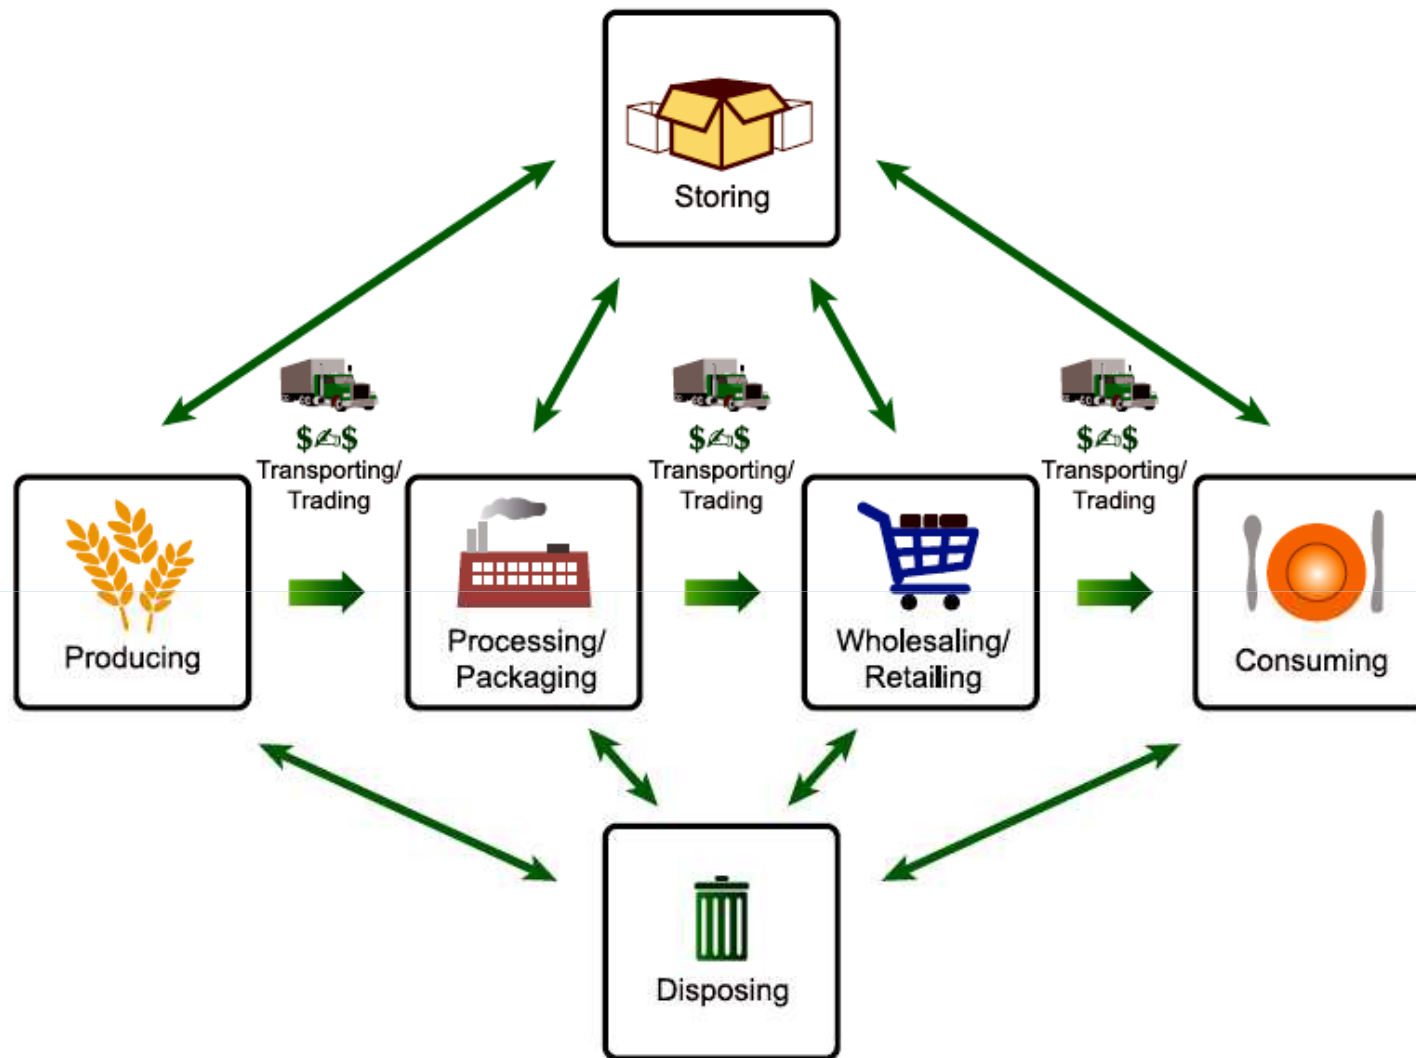 Storing
$✍$
Transporting/
Trading
$✍$
Transporting/
Trading
$✍$
Transporting/
Trading
Producing
Processing/
Packaging
Wholesaling/
Retailing
Consuming
Disposing